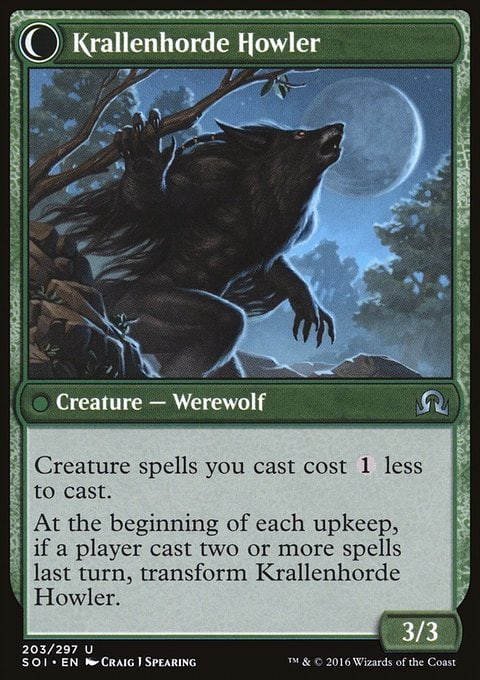 Krallenhorde Howler
Creature — Werewolf
Creature spells you cast cost 1 less
to cast.
At the beginning of each upkeep,
if a player cast two or more spells
last turn, transform Krallenhorde
Howler.
3/3
203/297 U
SOI • EN Craig J Spearing
™ & © 2016 Wizards of the Coast